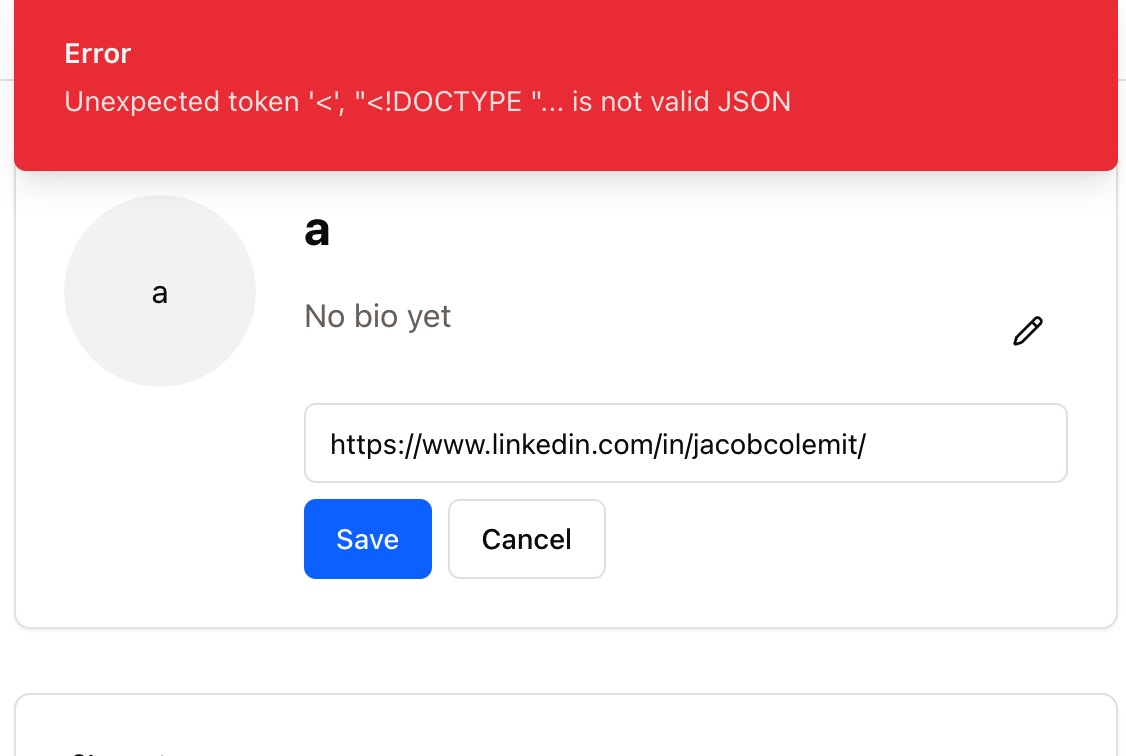 Error
Unexpected token '<', "<!DOCTYPE "... is not valid JSON
a
a
No bio yet
https://www.linkedin.com/in/jacobcolemit/
Save
Cancel